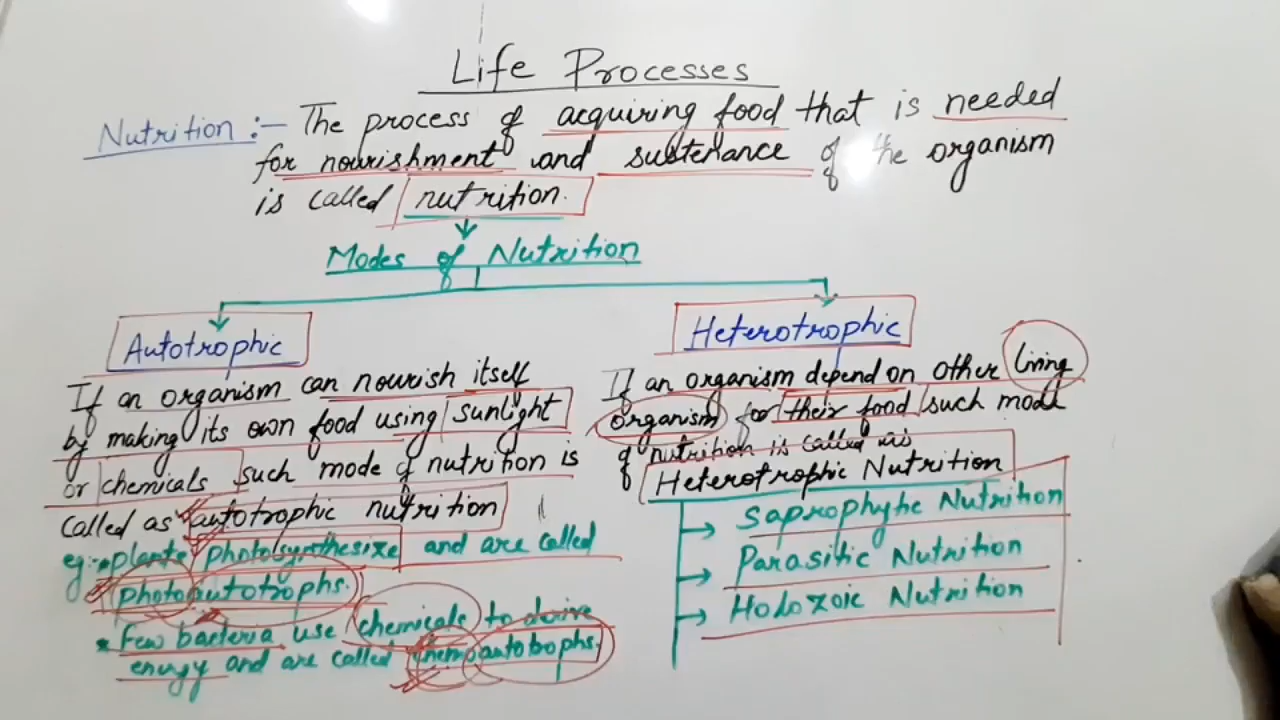 Life Processes
Nutrition :- The process of acquiring food that is needed
for nourishment and sustenance of the organism
is called nutrition.
Modes of Nutrition
Autotrophic
If an organism can nourish itself
by making its own food using sunlight
or chemicals such mode of nutrition is
called as autotrophic nutrition
eg:- plants photosynthesize and are called
photoautotrophs.
* Few bacteria use chemicals to derive
energy and are called chemoautotrophs.
Heterotrophic
If an organism depend on other living
organism for their food such mode
of nutrition is called as
Heterotrophic Nutrition
Saprophytic Nutrition
Parasitic Nutrition
Holozoic Nutrition